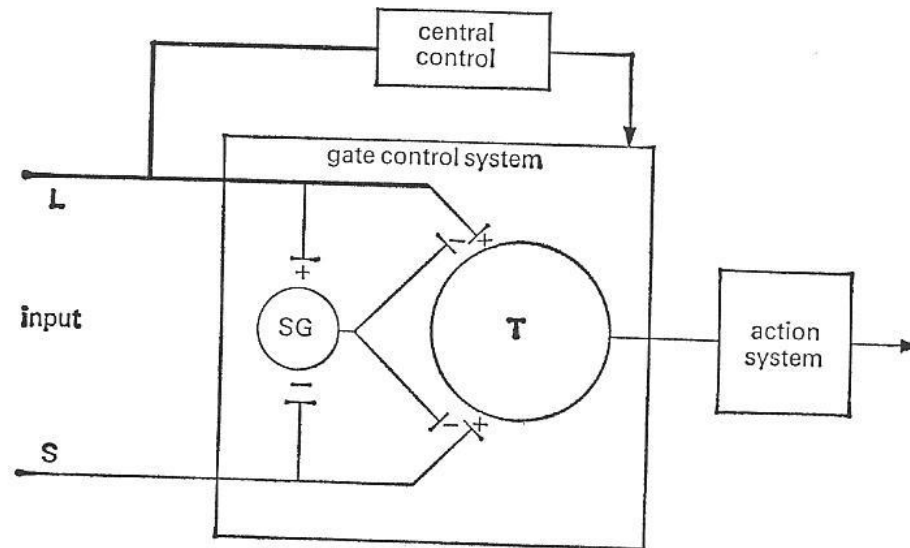 central
control
gate control system
L
+
- +
input
SG
T
action
system
-
- +
S